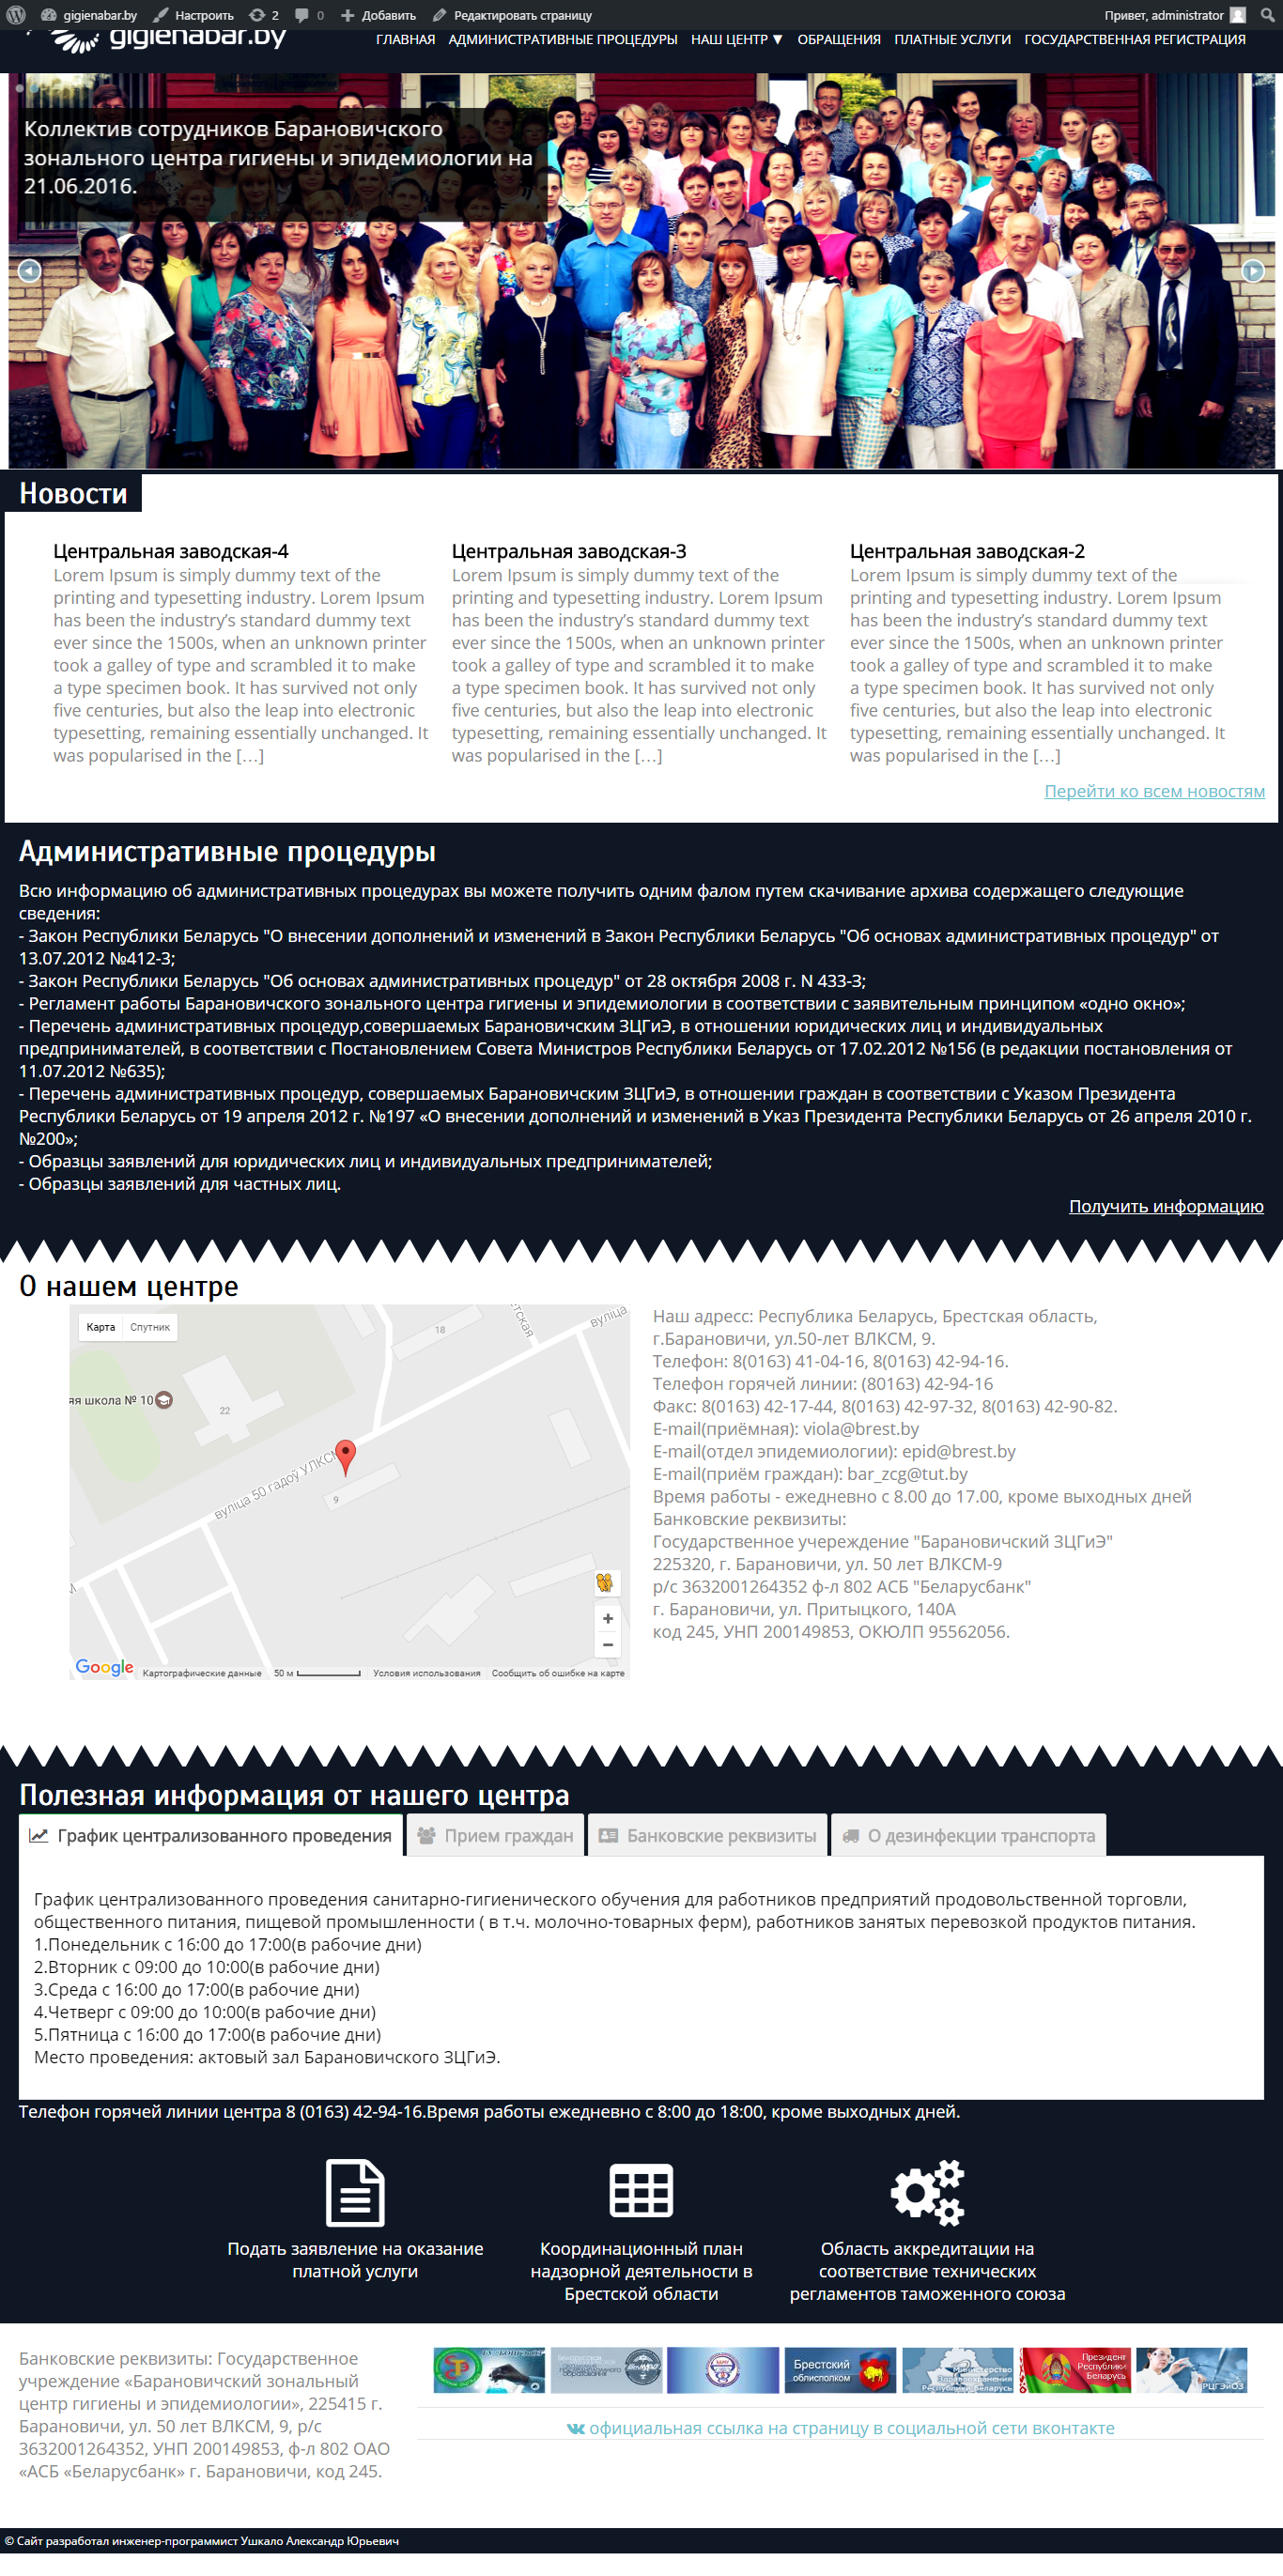 gigienabar.by
Настроить
2
0
Добавить
Редактировать страницу
Привет, administrator
gigienabar.by
ГЛАВНАЯ
АДМИНИСТРАТИВНЫЕ ПРОЦЕДУРЫ
НАШ ЦЕНТР ▼
ОБРАЩЕНИЯ
ПЛАТНЫЕ УСЛУГИ
ГОСУДАРСТВЕННАЯ РЕГИСТРАЦИЯ
Коллектив сотрудников Барановичского
зонального центра гигиены и эпидемиологии на
21.06.2016.
Новости
Центральная заводская-4
Lorem Ipsum is simply dummy text of the
printing and typesetting industry. Lorem Ipsum
has been the industry’s standard dummy text
ever since the 1500s, when an unknown printer
took a galley of type and scrambled it to make
a type specimen book. It has survived not only
five centuries, but also the leap into electronic
typesetting, remaining essentially unchanged. It
was popularised in the […]
Центральная заводская-3
Lorem Ipsum is simply dummy text of the
printing and typesetting industry. Lorem Ipsum
has been the industry’s standard dummy text
ever since the 1500s, when an unknown printer
took a galley of type and scrambled it to make
a type specimen book. It has survived not only
five centuries, but also the leap into electronic
typesetting, remaining essentially unchanged. It
was popularised in the […]
Центральная заводская-2
Lorem Ipsum is simply dummy text of the
printing and typesetting industry. Lorem Ipsum
has been the industry’s standard dummy text
ever since the 1500s, when an unknown printer
took a galley of type and scrambled it to make
a type specimen book. It has survived not only
five centuries, but also the leap into electronic
typesetting, remaining essentially unchanged. It
was popularised in the […]
Перейти ко всем новостям
Административные процедуры
Всю информацию об административных процедурах вы можете получить одним фалом путем скачивание архива содержащего следующие
сведения:
- Закон Республики Беларусь "О внесении дополнений и изменений в Закон Республики Беларусь "Об основах административных процедур" от
13.07.2012 №412-З;
- Закон Республики Беларусь "Об основах административных процедур" от 28 октября 2008 г. N 433-З;
- Регламент работы Барановичского зонального центра гигиены и эпидемиологии в соответствии с заявительным принципом «одно окно»;
- Перечень административных процедур,совершаемых Барановичским ЗЦГиЭ, в отношении юридических лиц и индивидуальных
предпринимателей, в соответствии с Постановлением Совета Министров Республики Беларусь от 17.02.2012 №156 (в редакции постановления от
11.07.2012 №635);
- Перечень административных процедур, совершаемых Барановичским ЗЦГиЭ, в отношении граждан в соответствии с Указом Президента
Республики Беларусь от 19 апреля 2012 г. №197 «О внесении дополнений и изменений в Указ Президента Республики Беларусь от 26 апреля 2010 г.
№200»;
- Образцы заявлений для юридических лиц и индивидуальных предпринимателей;
- Образцы заявлений для частных лиц.
Получить информацию
О нашем центре
Карта
Спутник
18
вуліца
яя школа № 10
22
вуліца 50 гадоў УЛКСМ
9
Google
Картографические данные
50 м
Условия использования
Сообщить об ошибке на карте
Наш адресс: Республика Беларусь, Брестская область,
г.Барановичи, ул.50-лет ВЛКСМ, 9.
Телефон: 8(0163) 41-04-16, 8(0163) 42-94-16.
Телефон горячей линии: (80163) 42-94-16
Факс: 8(0163) 42-17-44, 8(0163) 42-97-32, 8(0163) 42-90-82.
E-mail(приёмная): viola@brest.by
E-mail(отдел эпидемиологии): epid@brest.by
E-mail(приём граждан): bar_zcg@tut.by
Время работы - ежедневно с 8.00 до 17.00, кроме выходных дней
Банковские реквизиты:
Государственное учереждение "Барановичский ЗЦГиЭ"
225320, г. Барановичи, ул. 50 лет ВЛКСМ-9
р/с 3632001264352 ф-л 802 АСБ "Беларусбанк"
г. Барановичи, ул. Притыцкого, 140А
код 245, УНП 200149853, ОКЮЛП 95562056.
Полезная информация от нашего центра
График централизованного проведения
Прием граждан
Банковские реквизиты
О дезинфекции транспорта
График централизованного проведения санитарно-гигиенического обучения для работников предприятий продовольственной торговли,
общественного питания, пищевой промышленности ( в т.ч. молочно-товарных ферм), работников занятых перевозкой продуктов питания.
1.Понедельник с 16:00 до 17:00(в рабочие дни)
2.Вторник с 09:00 до 10:00(в рабочие дни)
3.Среда с 16:00 до 17:00(в рабочие дни)
4.Четверг с 09:00 до 10:00(в рабочие дни)
5.Пятница с 16:00 до 17:00(в рабочие дни)
Место проведения: актовый зал Барановичского ЗЦГиЭ.
Телефон горячей линии центра 8 (0163) 42-94-16.Время работы ежедневно с 8:00 до 18:00, кроме выходных дней.
Подать заявление на оказание
платной услуги
Координационный план
надзорной деятельности в
Брестской области
Область аккредитации на
соответствие технических
регламентов таможенного союза
Банковские реквизиты: Государственное
учреждение «Барановичский зональный
центр гигиены и эпидемиологии», 225415 г.
Барановичи, ул. 50 лет ВЛКСМ, 9, р/с
3632001264352, УНП 200149853, ф-л 802 ОАО
«АСБ «Беларусбанк» г. Барановичи, код 245.
Брестский
облисполком
Министерство
Здравоохранения
Республики Беларусь
Президент
Республики
Беларусь
РЦГЭиОЗ
официальная ссылка на страницу в социальной сети вконтакте
© Сайт разработал инженер-программист Ушкало Александр Юрьевич